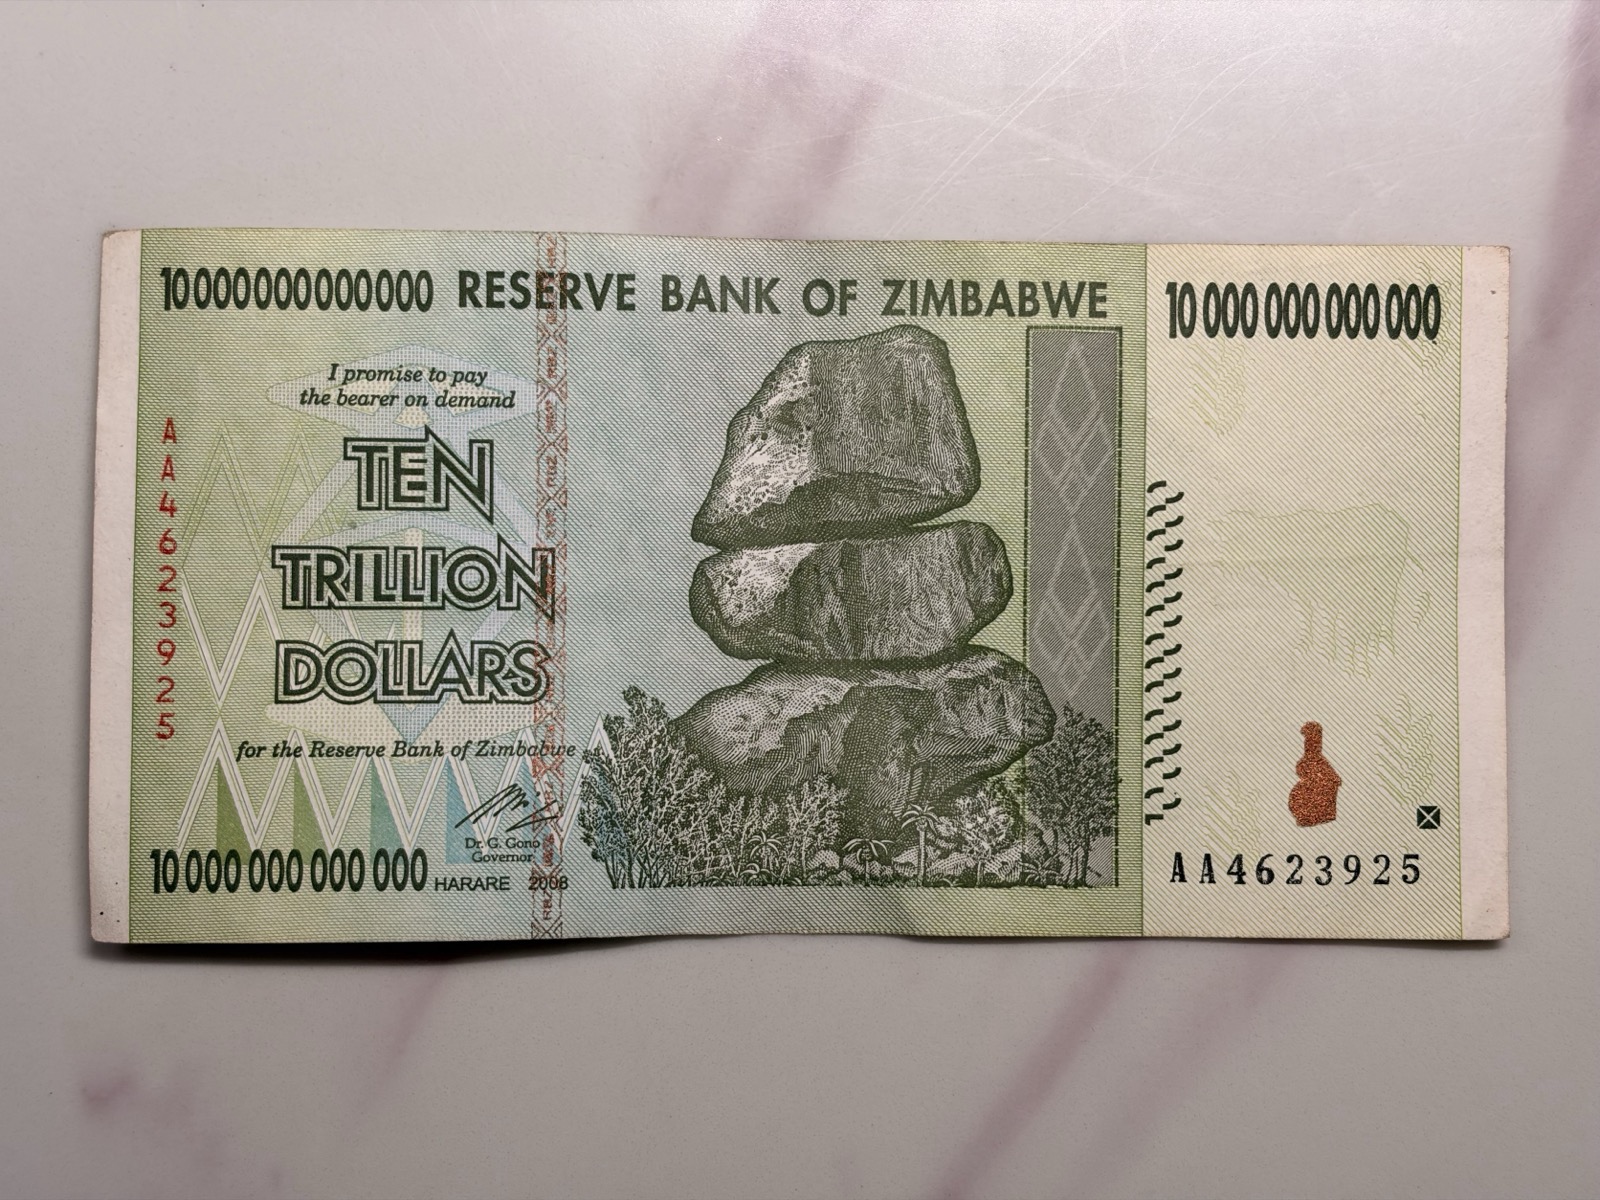 10000000000000 RESERVE BANK OF ZIMBABWE 10 000 000 000 000
I promise to pay
the bearer on demand
TEN
TRILLION
DOLLARS
for the Reserve Bank of Zimbabwe
Dr. G. Gono
Governor
10 000 000 000 000 HARARE 2008
AA4623925
AA4623925
RBZ